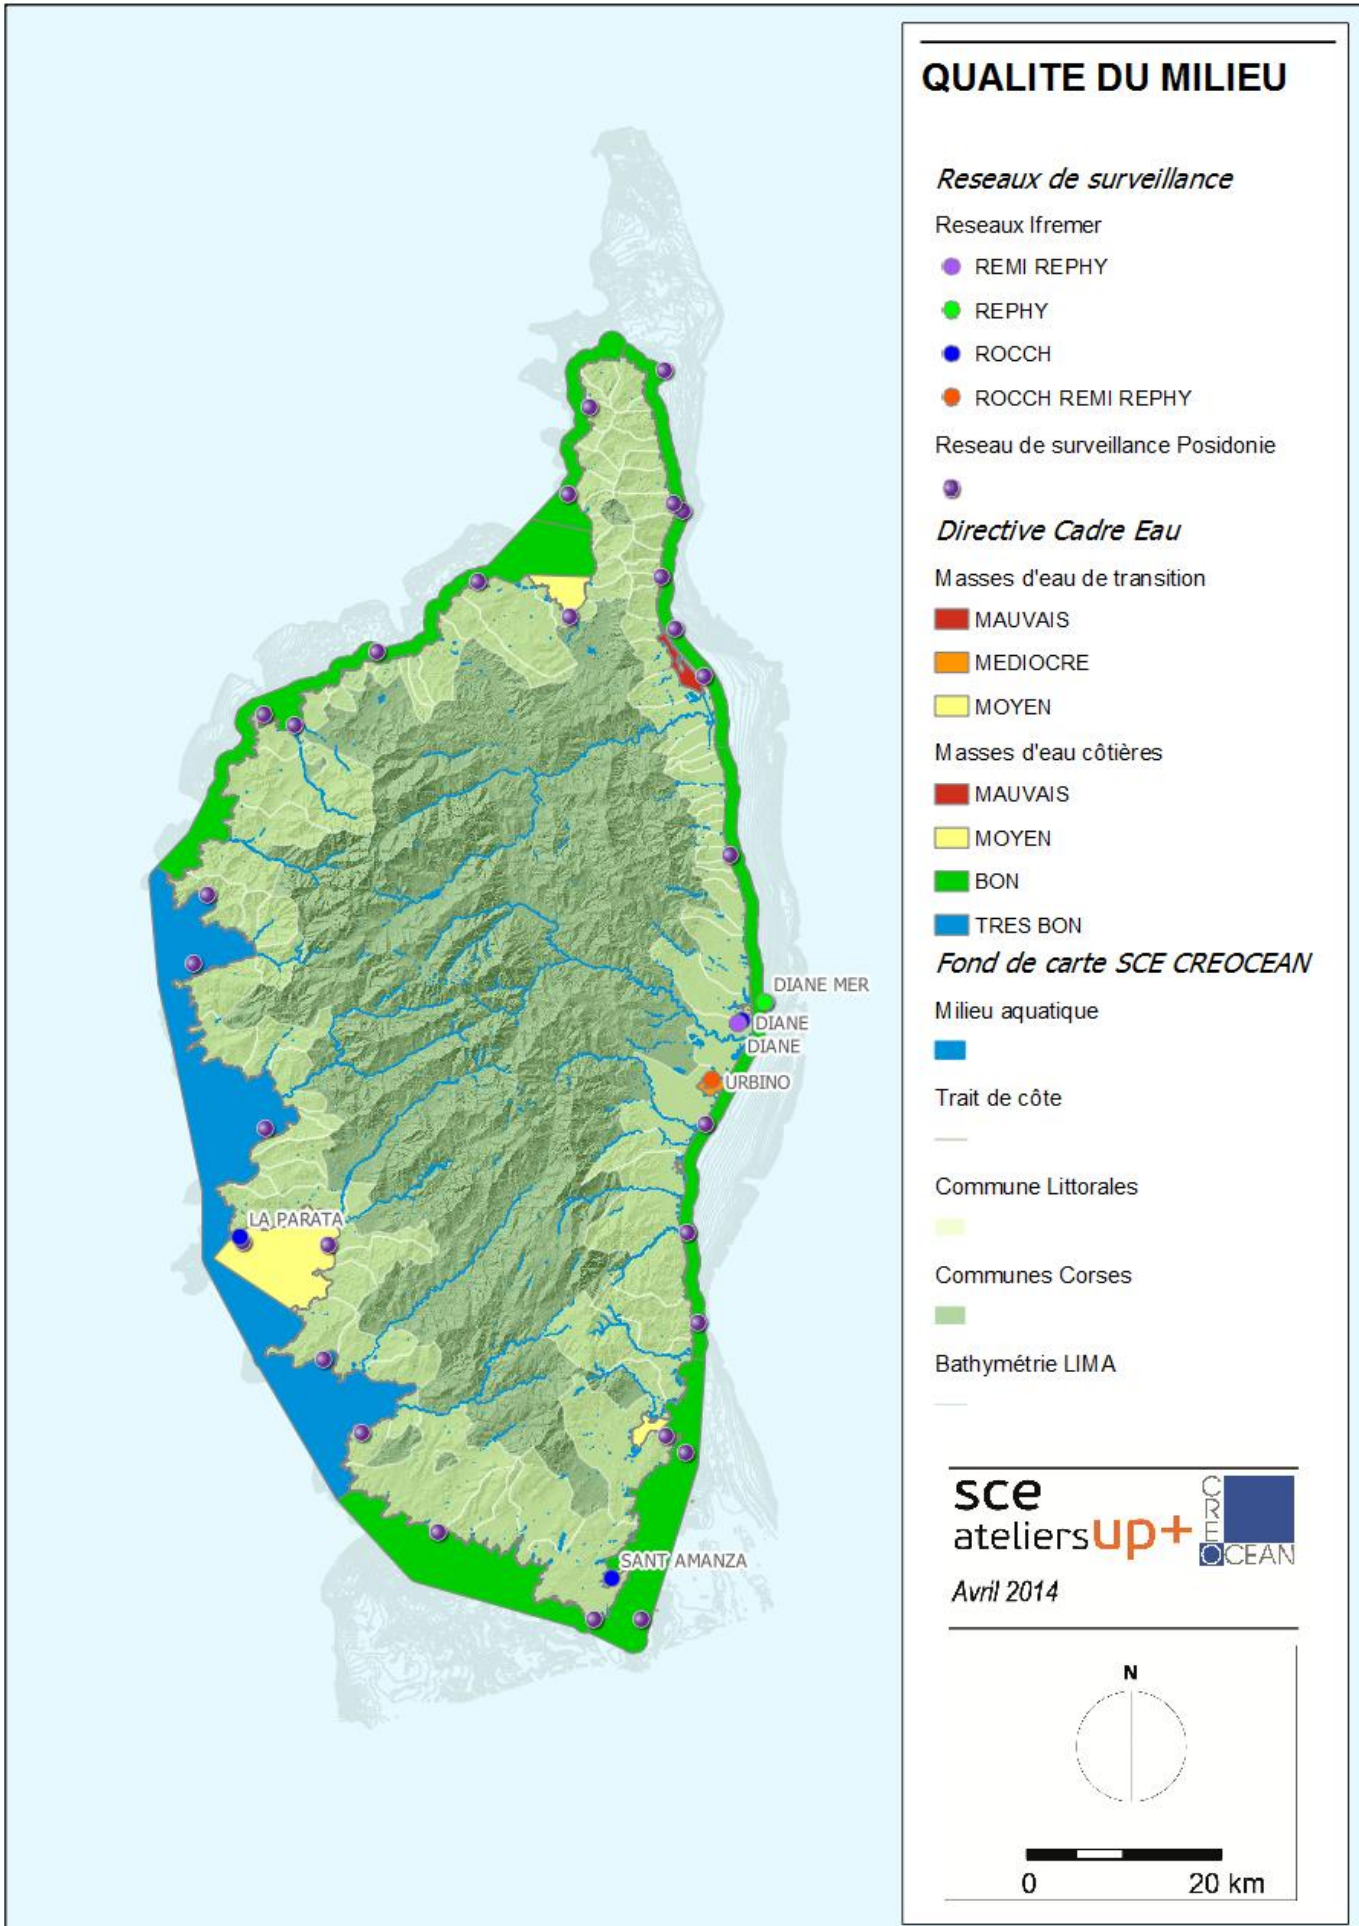 QUALITE DU MILIEU
Reseaux de surveillance
Reseaux Ifremer
REMI REPHY
REPHY
ROCCH
ROCCH REMI REPHY
Reseau de surveillance Posidonie
Directive Cadre Eau
Masses d'eau de transition
MAUVAIS
MEDIOCRE
MOYEN
Masses d'eau côtières
MAUVAIS
MOYEN
BON
TRES BON
Fond de carte SCE CREOCEAN
Milieu aquatique
Trait de côte
Commune Littorales
Communes Corses
Bathymétrie LIMA
sce
ateliersup+
CREOCEAN
Avril 2014
N
0 20 km
DIANE MER
DIANE
DIANE
URBINO
LA PARATA
SANT AMANZA